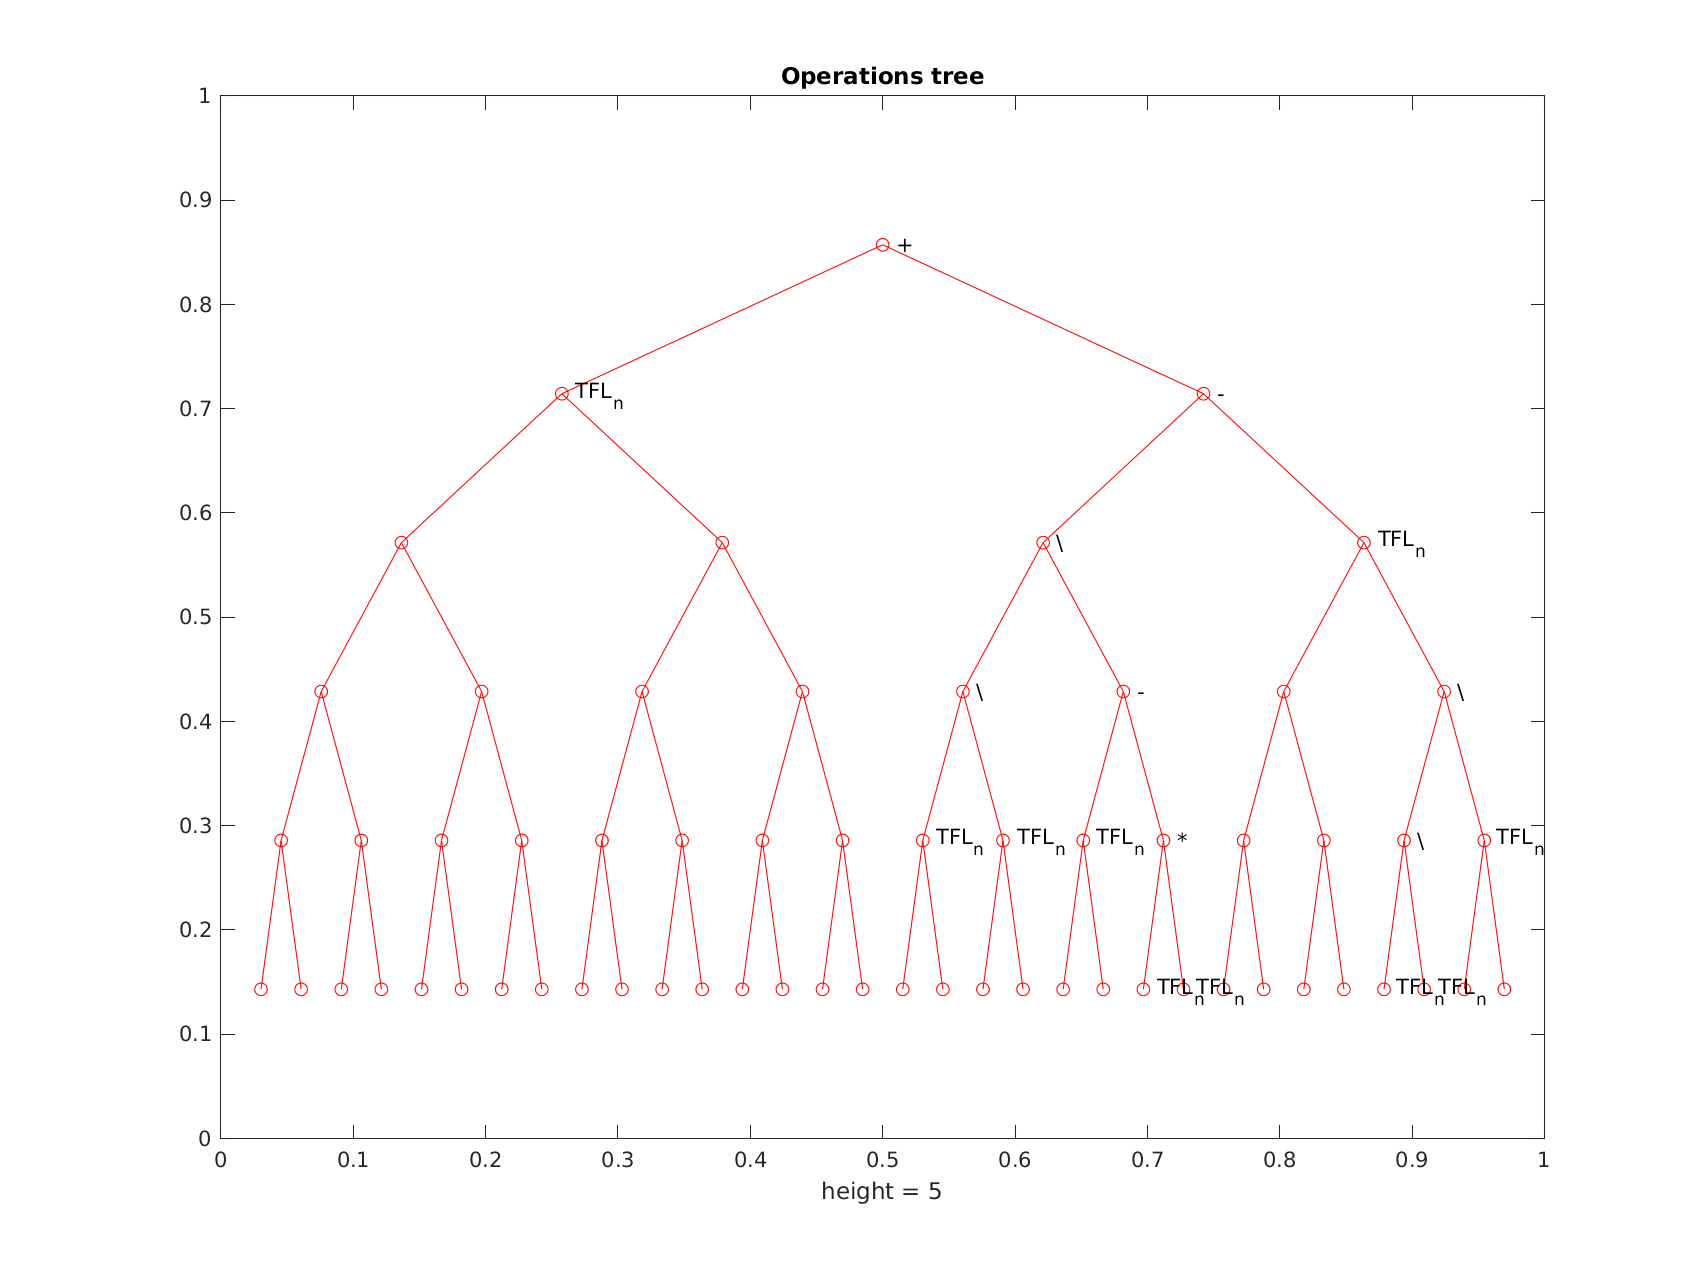 Operations tree
1
0.9
+
0.8
TFLn -
0.7
0.6
\ TFLn
0.5
\ - \
0.4
0.3
TFLn TFLn TFLn * \ TFLn
0.2
TFLn TFLn TFLn TFLn
0.1
0
0 0.1 0.2 0.3 0.4 0.5 0.6 0.7 0.8 0.9 1
height = 5